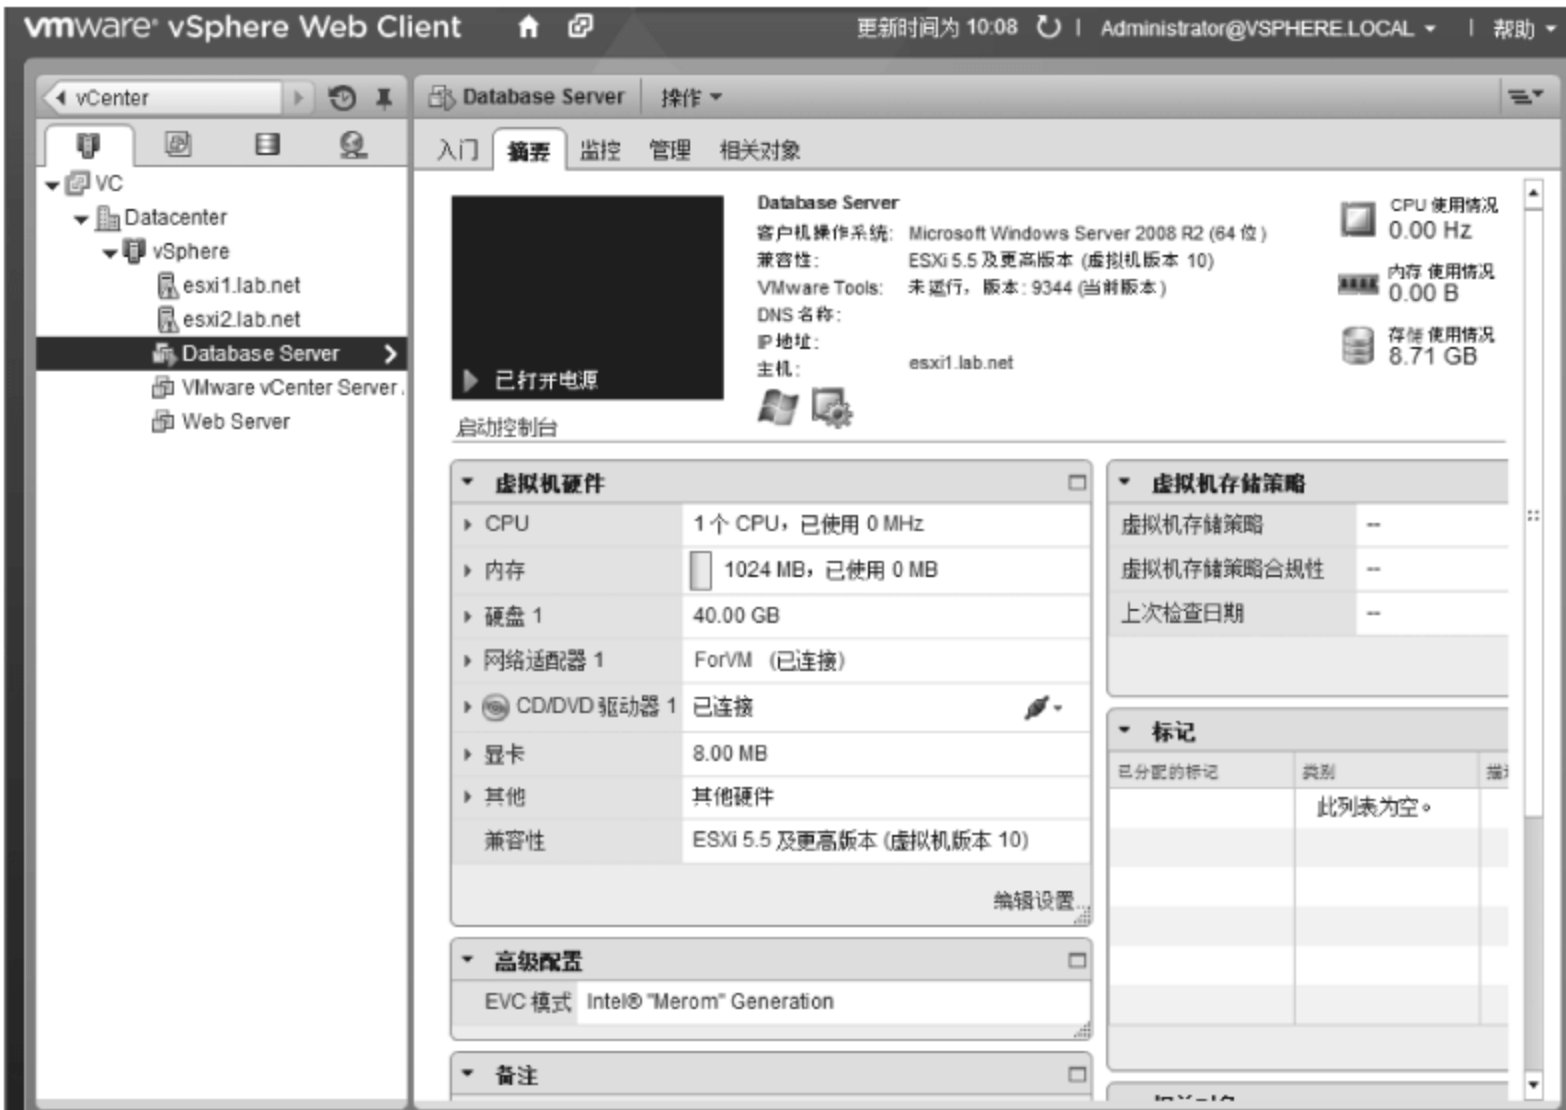 vmware® vSphere Web Client 更新时间为 10:08 | Administrator@VSPHERE.LOCAL | 帮助
vCenter
Database Server 操作
入门 摘要 监控 管理 相关对象
VC
Datacenter
vSphere
esxi1.lab.net
esxi2.lab.net
Database Server
VMware vCenter Server
Web Server
已打开电源
启动控制台
Database Server
客户机操作系统: Microsoft Windows Server 2008 R2 (64 位)
兼容性: ESXi 5.5 及更高版本 (虚拟机版本 10)
VMware Tools: 未运行，版本: 9344 (当前版本)
DNS 名称:
IP 地址:
主机: esxi1.lab.net
CPU 使用情况
0.00 Hz
内存 使用情况
0.00 B
存储 使用情况
8.71 GB
虚拟机硬件
CPU 1 个 CPU，已使用 0 MHz
内存 1024 MB，已使用 0 MB
硬盘 1 40.00 GB
网络适配器 1 ForVM (已连接)
CD/DVD 驱动器 1 已连接
显卡 8.00 MB
其他 其他硬件
兼容性 ESXi 5.5 及更高版本 (虚拟机版本 10)
编辑设置...
高级配置
EVC 模式 Intel® "Merom" Generation
备注
虚拟机存储策略
虚拟机存储策略 --
虚拟机存储策略合规性 --
上次检查日期 --
标记
已分配的标记 类别
此列表为空。